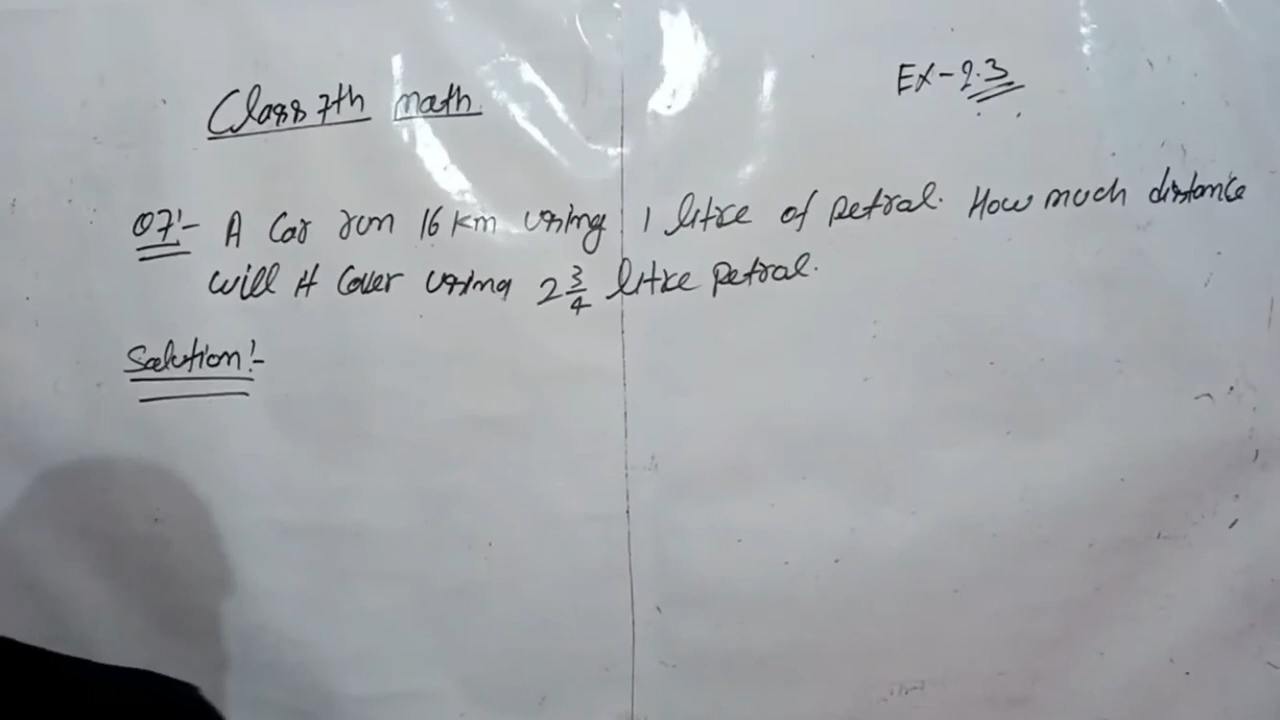 Class 7th math.
EX-2.3
Q7:- A Car run 16 km using 1 litre of petral. How much distance
will it Cover using 2 3/4 litre petral.
Solution:-